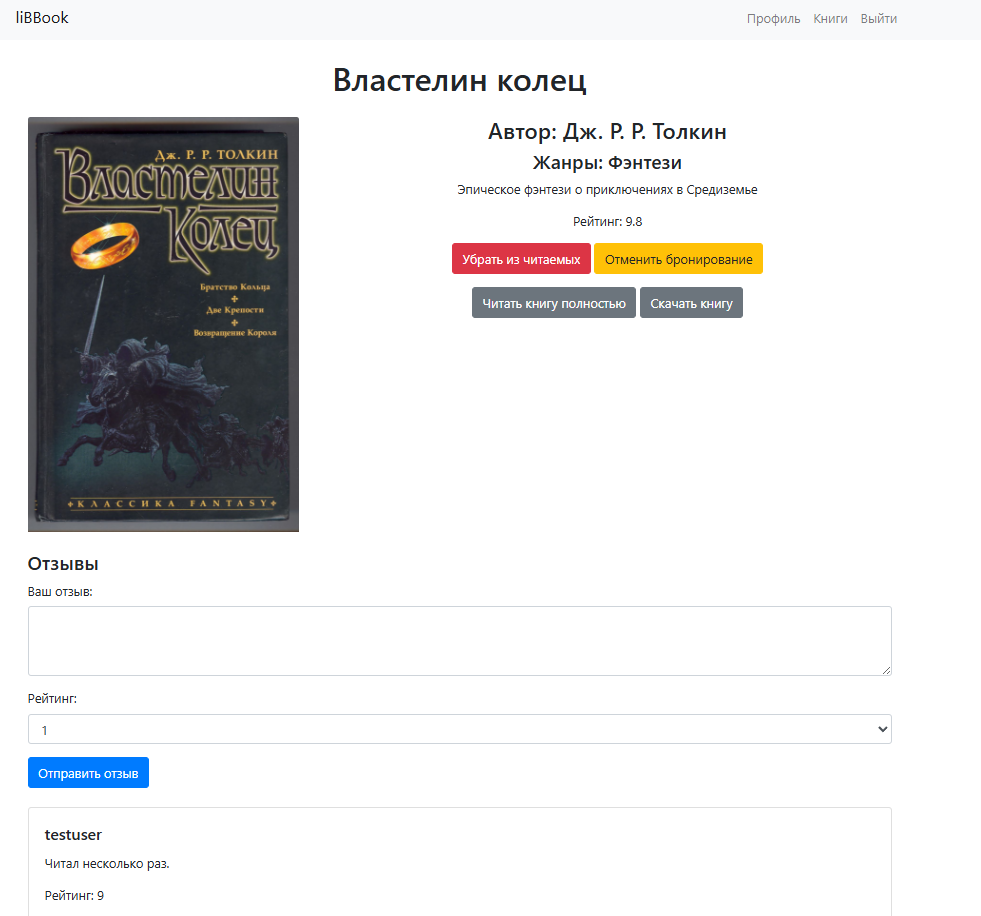 liBBook
Профиль Книги Выйти
Властелин колец
Дж. Р. Р. ТОЛКИН
Властелин
Колец
Братство Кольца
Две Крепости
Возвращение Короля
КЛАССИКА FANTASY
Автор: Дж. Р. Р. Толкин
Жанры: Фэнтези
Эпическое фэнтези о приключениях в Средиземье
Рейтинг: 9.8
Убрать из читаемых Отменить бронирование
Читать книгу полностью Скачать книгу
Отзывы
Ваш отзыв:
Рейтинг:
1
Отправить отзыв
testuser
Читал несколько раз.
Рейтинг: 9